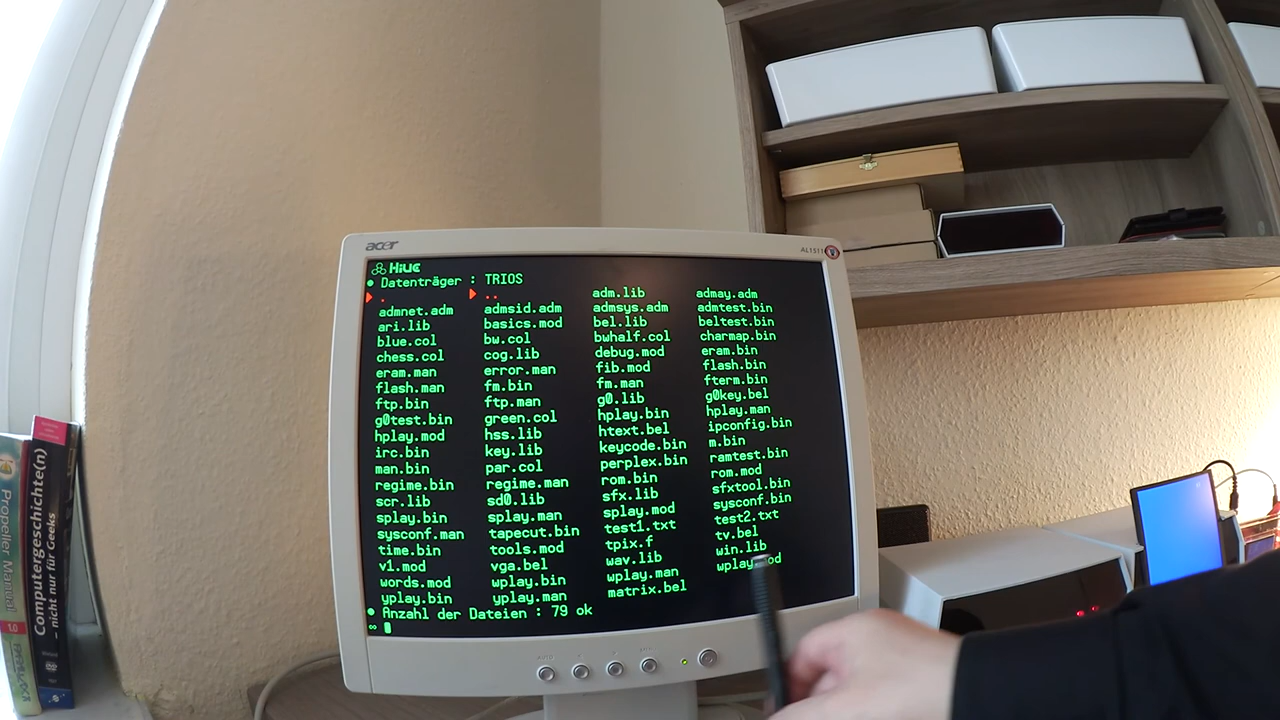 acer
AL1511
Hive
● Datenträger : TRIOS
. .. adm.lib admay.adm
admnet.adm admsid.adm admsys.adm admtest.bin
ari.lib basics.mod bel.lib beltest.bin
blue.col bw.col bwhalf.col charmap.bin
chess.col cog.lib debug.mod eram.bin
eram.man error.man fib.mod flash.bin
flash.man fm.bin fm.man fterm.bin
ftp.bin ftp.man g0.lib g0key.bel
g0test.bin green.col hplay.bin hplay.man
hplay.mod hss.lib htext.bel ipconfig.bin
irc.bin key.lib keycode.bin m.bin
man.bin par.col perplex.bin ramtest.bin
regime.bin regime.man rom.bin rom.mod
scr.lib sd0.lib sfx.lib sfxtool.bin
splay.bin splay.man splay.mod sysconf.bin
sysconf.man tapecut.bin test1.txt test2.txt
time.bin tools.mod tpix.f tv.bel
v1.mod vga.bel wav.lib win.lib
words.mod wplay.bin wplay.man wplay.mod
yplay.bin yplay.man matrix.bel
● Anzahl der Dateien : 79 ok
∞
Propeller Manual
1.0
Computergeschichte(n)
– nicht nur für Geeks